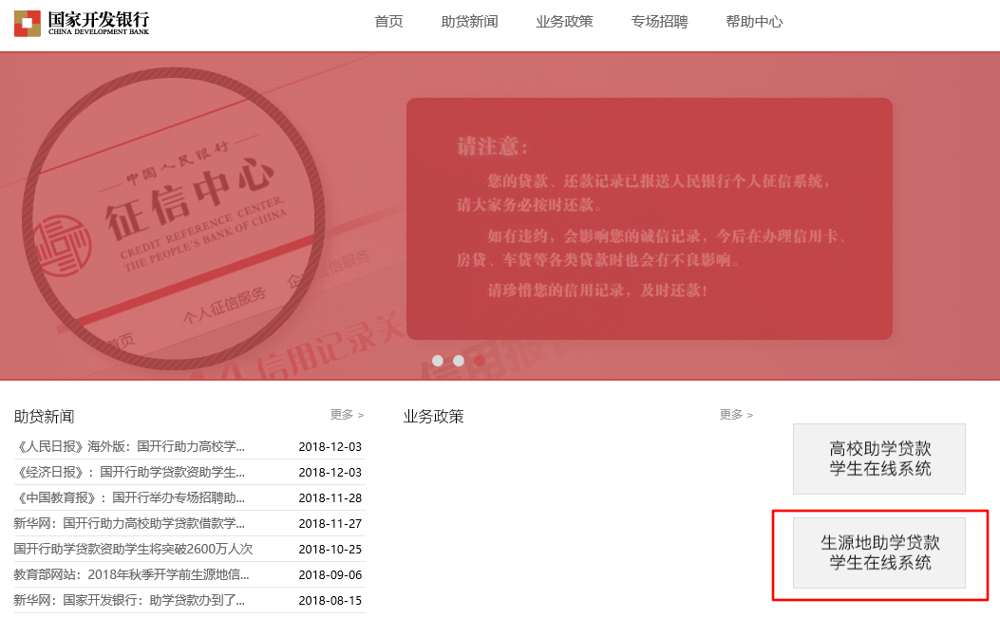 国家开发银行
CHINA DEVELOPMENT BANK
首页 助贷新闻 业务政策 专场招聘 帮助中心
中国人民银行
征信中心
CREDIT REFERENCE CENTER,
THE PEOPLE'S BANK OF CHINA
首页 个人征信服务 企业征信服务
信用记录关
信用报
请注意：
您的贷款、还款记录已报送人民银行个人征信系统，
请大家务必按时还款。
如有违约，会影响您的诚信记录，今后在办理信用卡、
房贷、车贷等各类贷款时也会有不良影响。
请珍惜您的信用记录，及时还款！
助贷新闻 更多 >
《人民日报》海外版：国开行助力高校学... 2018-12-03
《经济日报》：国开行助学贷款资助学生... 2018-12-03
《中国教育报》：国开行举办专场招聘助... 2018-11-28
新华网：国开行助力高校助学贷款借款学... 2018-11-27
国开行助学贷款资助学生将突破2600万人次 2018-10-25
教育部网站：2018年秋季开学前生源地信... 2018-09-06
新华网：国家开发银行：助学贷款办到了... 2018-08-15
业务政策 更多 >
高校助学贷款
学生在线系统
生源地助学贷款
学生在线系统